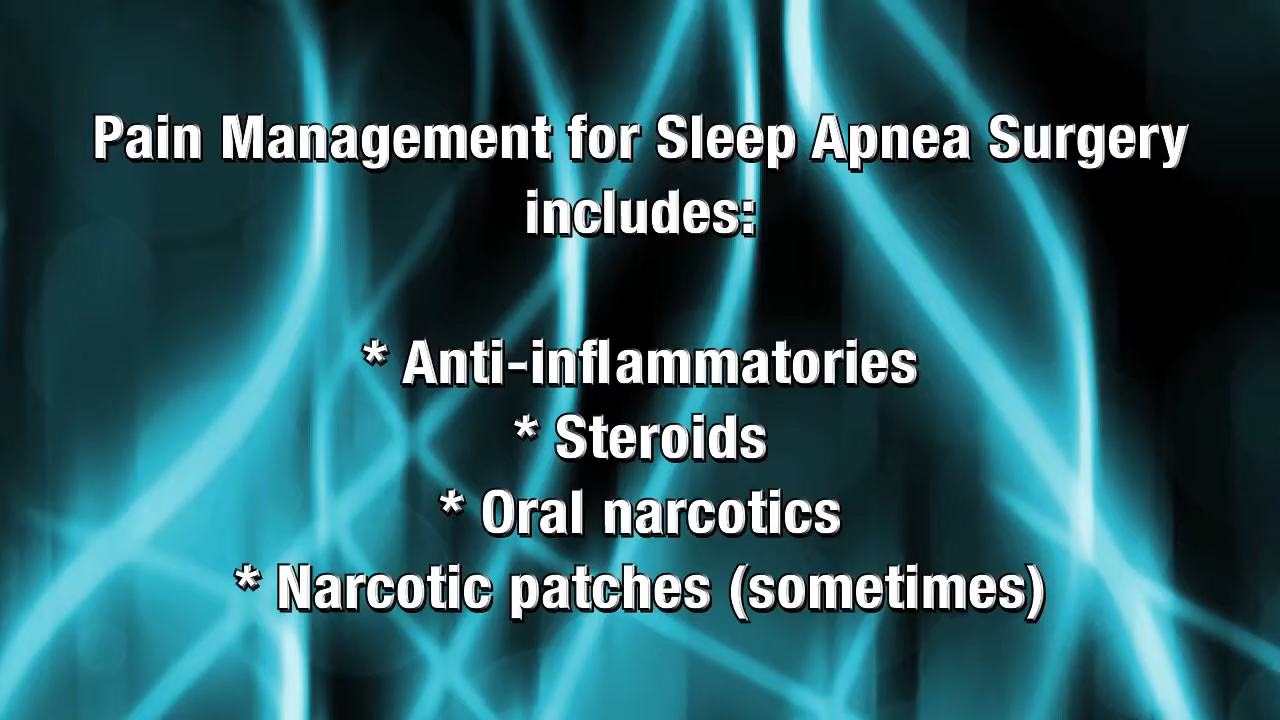 Pain Management for Sleep Apnea Surgery
includes:
* Anti-inflammatories
* Steroids
* Oral narcotics
* Narcotic patches (sometimes)